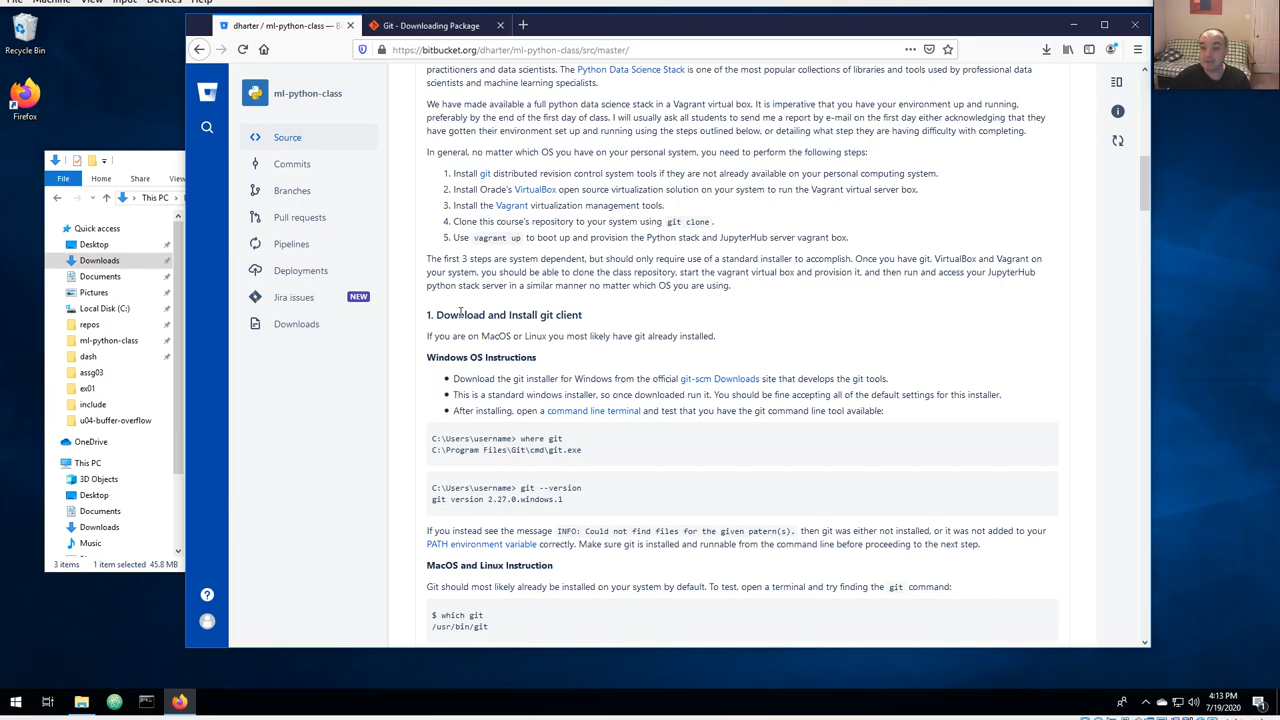 File Machine View Input Devices Help
dharter / ml-python-class — B
Git - Downloading Package
https://bitbucket.org/dharter/ml-python-class/src/master/
Recycle Bin
Firefox
File Home Share View
This PC
Quick access
Desktop
Downloads
Documents
Pictures
Local Disk (C:)
repos
ml-python-class
dash
assg03
ex01
include
u04-buffer-overflow
OneDrive
This PC
3D Objects
Desktop
Documents
Downloads
Music
3 items 1 item selected 45.8 MB
ml-python-class
Source
Commits
Branches
Pull requests
Pipelines
Deployments
Jira issues NEW
Downloads
practitioners and data scientists. The Python Data Science Stack is one of the most popular collections of libraries and tools used by professional data
scientists and machine learning specialists.
We have made available a full python data science stack in a Vagrant virtual box. It is imperative that you have your environment up and running,
preferably by the end of the first day of class. I will usually ask all students to send me a report by e-mail on the first day either acknowledging that they
have gotten their environment set up and running using the steps outlined below, or detailing what step they are having difficulty with completing.
In general, no matter which OS you have on your personal system, you need to perform the following steps:
1. Install git distributed revision control system tools if they are not already available on your personal computing system.
2. Install Oracle's VirtualBox open source virtualization solution on your system to run the Vagrant virtual server box.
3. Install the Vagrant virtualization management tools.
4. Clone this course's repository to your system using git clone.
5. Use vagrant up to boot up and provision the Python stack and JupyterHub server vagrant box.
The first 3 steps are system dependent, but should only require use of a standard installer to accomplish. Once you have git, VirtualBox and Vagrant on
your system, you should be able to clone the class repository, start the vagrant virtual box and provision it, and then run and access your JupyterHub
python stack server in a similar manner no matter which OS you are using.
1. Download and Install git client
If you are on MacOS or Linux you most likely have git already installed.
Windows OS Instructions
• Download the git installer for Windows from the official git-scm Downloads site that develops the git tools.
• This is a standard windows installer, so once downloaded run it. You should be fine accepting all of the default settings for this installer.
• After installing, open a command line terminal and test that you have the git command line tool available:
C:\Users\username> where git
C:\Program Files\Git\cmd\git.exe
C:\Users\username> git --version
git version 2.27.0.windows.1
If you instead see the message INFO: Could not find files for the given patern(s). then git was either not installed, or it was not added to your
PATH environment variable correctly. Make sure git is installed and runnable from the command line before proceeding to the next step.
MacOS and Linux Instruction
Git should most likely already be installed on your system by default. To test, open a terminal and try finding the git command:
$ which git
/usr/bin/git
4:13 PM
7/19/2020